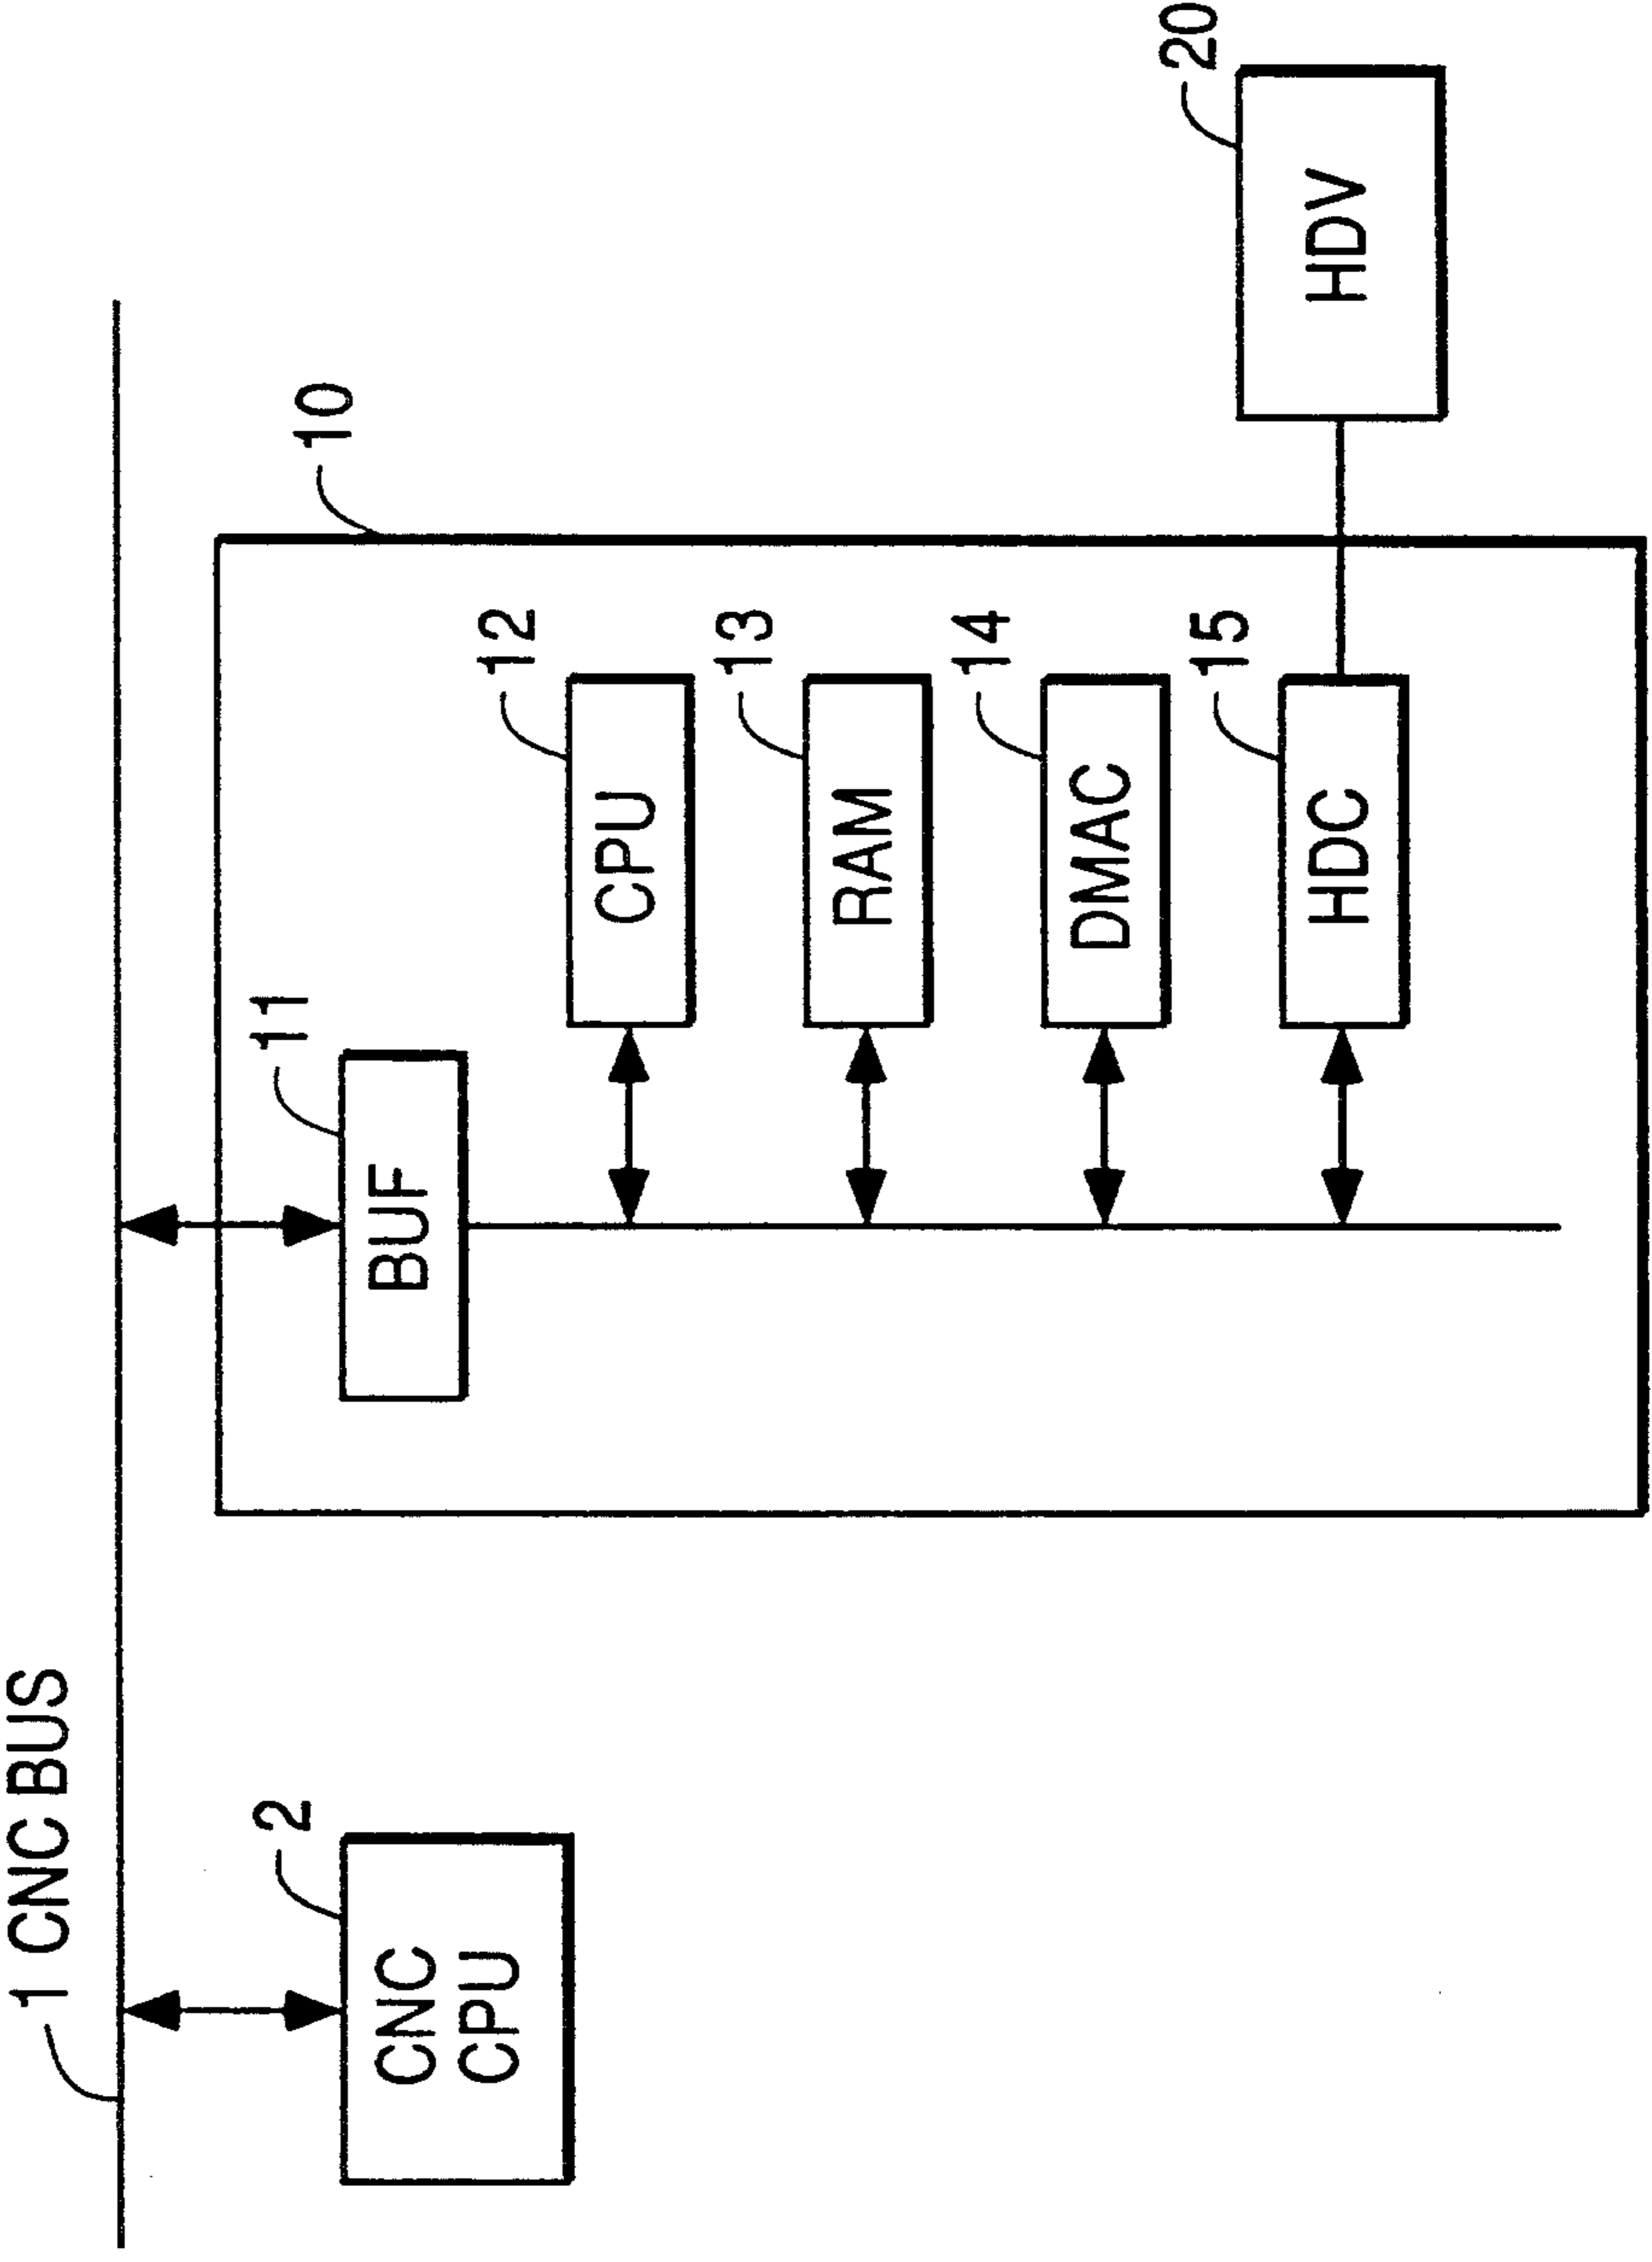 1 CNC BUS
2
CNC
CPU
10
11
BUF
12
CPU
13
RAM
14
DMAC
15
HDC
20
HDV